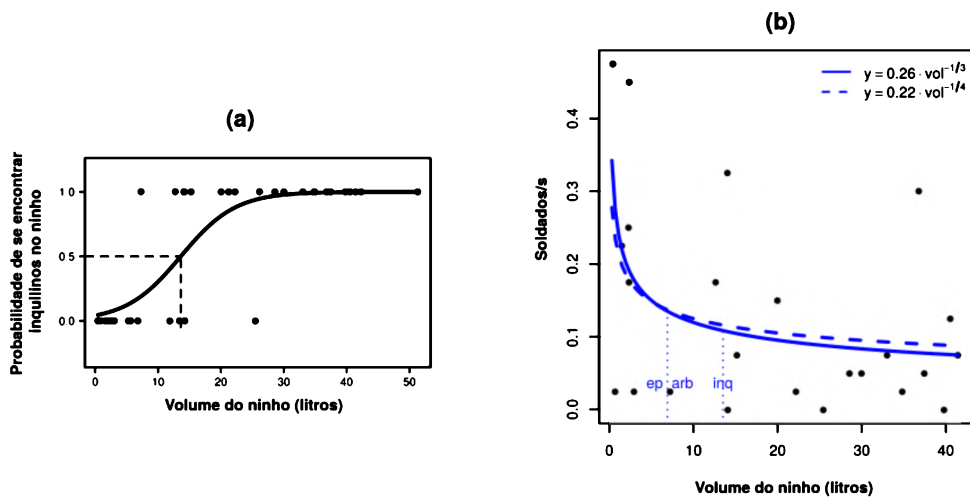 (a)
Probabilidade de se encontrar
inquilinos no ninho
1.0
0.5
0.0
0 10 20 30 40 50
Volume do ninho (litros)
(b)
y = 0.26 · vol⁻¹/³
y = 0.22 · vol⁻¹/⁴
Soldados/s
0.4
0.3
0.2
0.1
0.0
ep arb inq
0 10 20 30 40
Volume do ninho (litros)